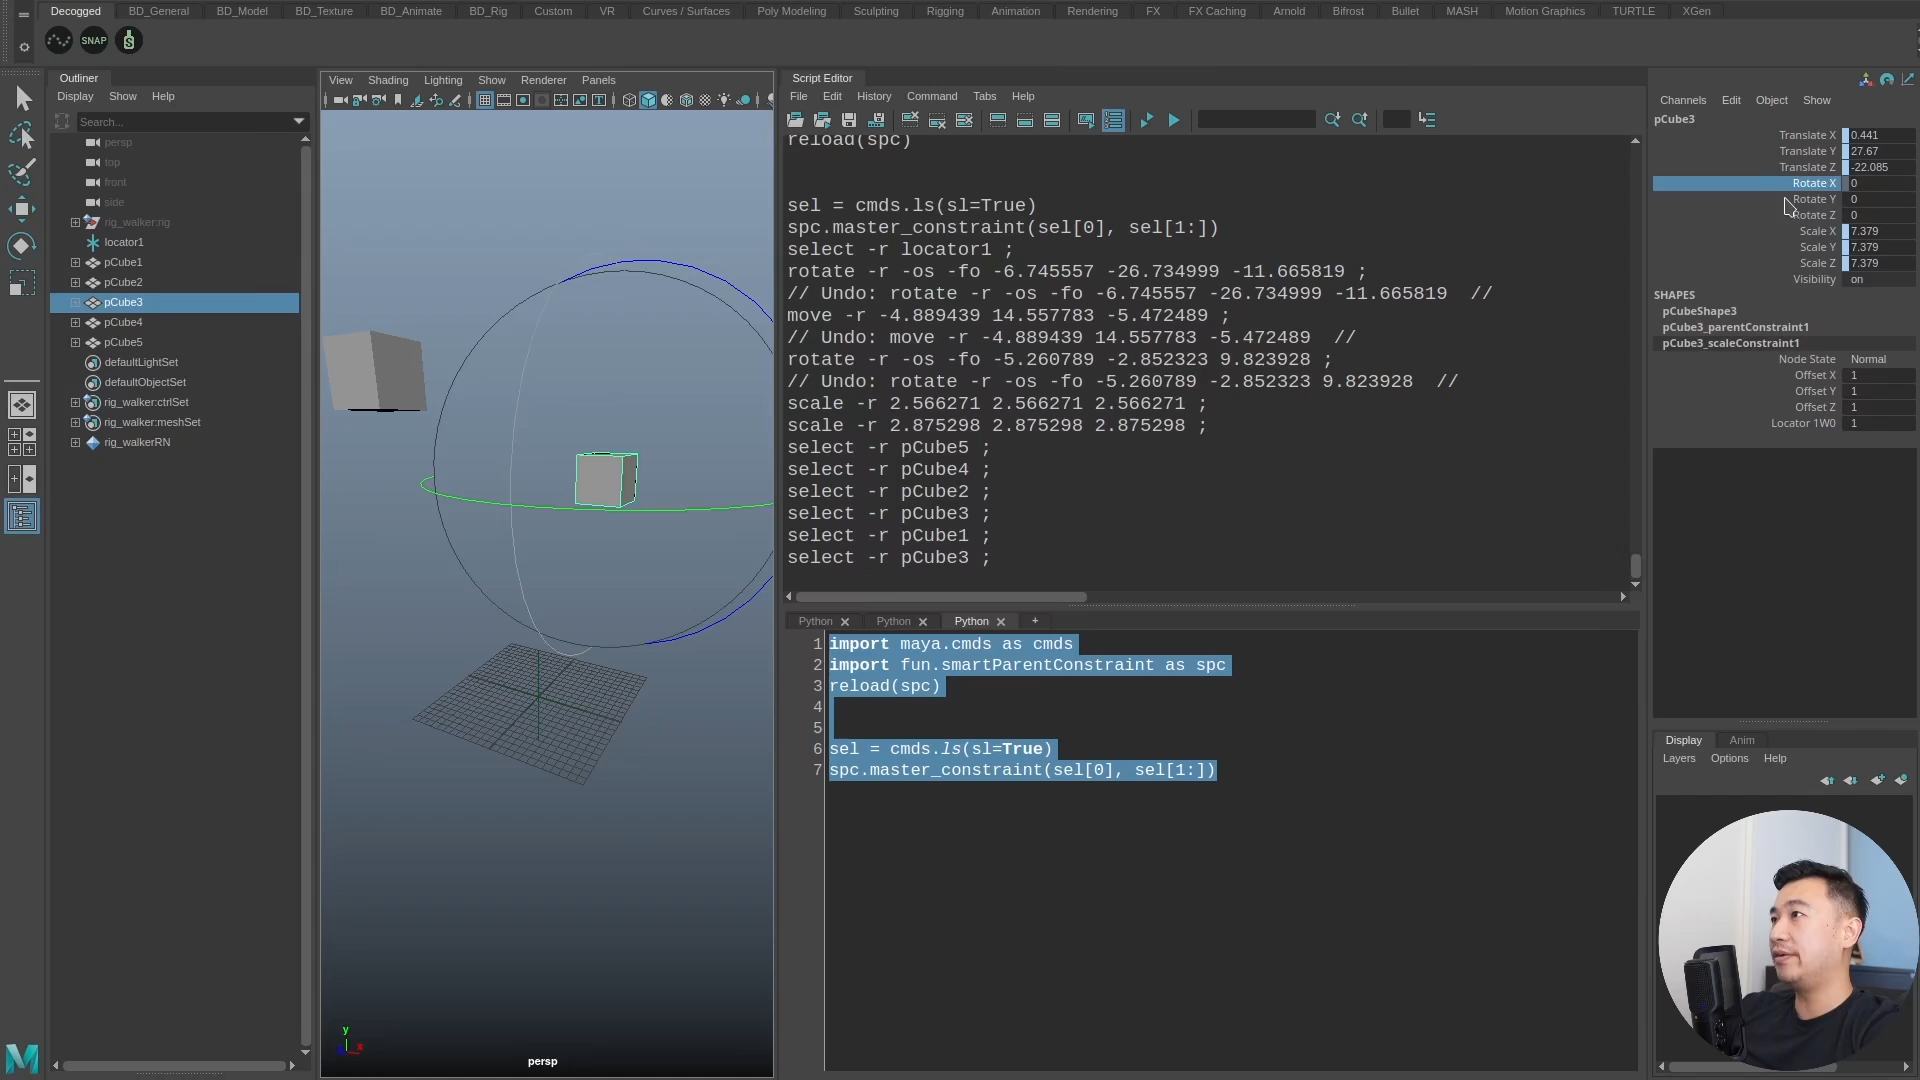 Decogged BD_General BD_Model BD_Texture BD_Animate BD_Rig Custom VR Curves / Surfaces Poly Modeling Sculpting Rigging Animation Rendering FX FX Caching Arnold Bifrost Bullet MASH Motion Graphics TURTLE XGen
SNAP
Outliner
Display Show Help
Search...
persp
top
front
side
rig_walker:rig
locator1
pCube1
pCube2
pCube3
pCube4
pCube5
defaultLightSet
defaultObjectSet
rig_walker:ctrlSet
rig_walker:meshSet
rig_walkerRN
View Shading Lighting Show Renderer Panels
y
x
persp
Script Editor
File Edit History Command Tabs Help
reload(spc)
sel = cmds.ls(sl=True)
spc.master_constraint(sel[0], sel[1:])
select -r locator1 ;
rotate -r -os -fo -6.745557 -26.734999 -11.665819 ;
// Undo: rotate -r -os -fo -6.745557 -26.734999 -11.665819 //
move -r -4.889439 14.557783 -5.472489 ;
// Undo: move -r -4.889439 14.557783 -5.472489 //
rotate -r -os -fo -5.260789 -2.852323 9.823928 ;
// Undo: rotate -r -os -fo -5.260789 -2.852323 9.823928 //
scale -r 2.566271 2.566271 2.566271 ;
scale -r 2.875298 2.875298 2.875298 ;
select -r pCube5 ;
select -r pCube4 ;
select -r pCube2 ;
select -r pCube3 ;
select -r pCube1 ;
select -r pCube3 ;
Python Python Python +
1 import maya.cmds as cmds
2 import fun.smartParentConstraint as spc
3 reload(spc)
4
5
6 sel = cmds.ls(sl=True)
7 spc.master_constraint(sel[0], sel[1:])
Channels Edit Object Show
pCube3
Translate X 0.441
Translate Y 27.67
Translate Z -22.085
Rotate X 0
Rotate Y 0
Rotate Z 0
Scale X 7.379
Scale Y 7.379
Scale Z 7.379
Visibility on
SHAPES
pCubeShape3
pCube3_parentConstraint1
pCube3_scaleConstraint1
Node State Normal
Offset X 1
Offset Y 1
Offset Z 1
Locator 1W0 1
Display Anim
Layers Options Help